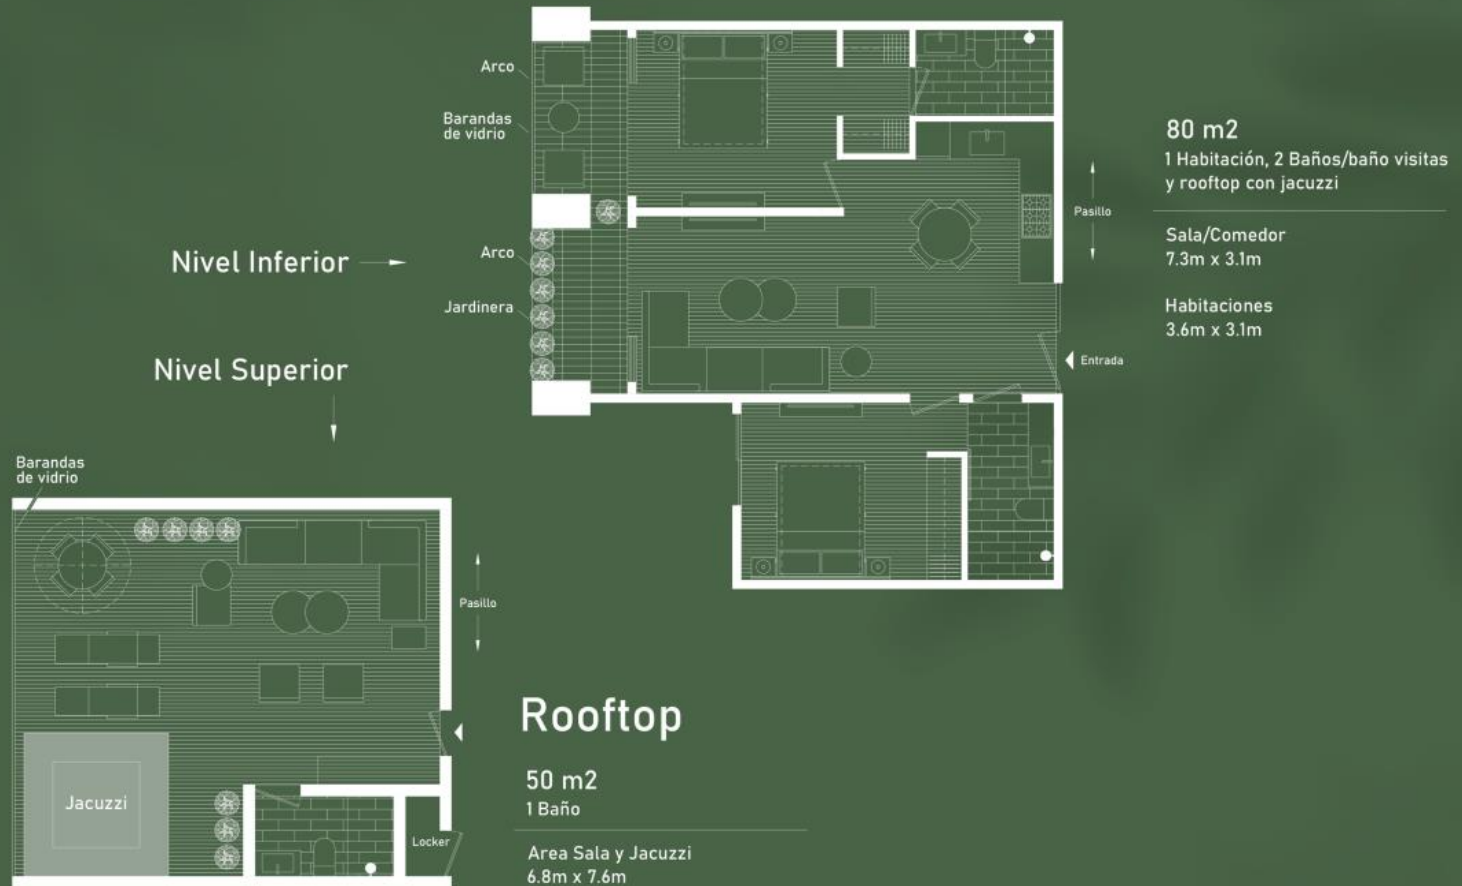 Arco
Barandas
de vidrio
Arco
Jardinera
Nivel Inferior
Nivel Superior
80 m2
1 Habitación, 2 Baños/baño visitas
y rooftop con jacuzzi
Pasillo
Sala/Comedor
7.3m x 3.1m
Habitaciones
3.6m x 3.1m
Entrada
Barandas
de vidrio
Pasillo
Jacuzzi
Locker
Rooftop
50 m2
1 Baño
Area Sala y Jacuzzi
6.8m x 7.6m